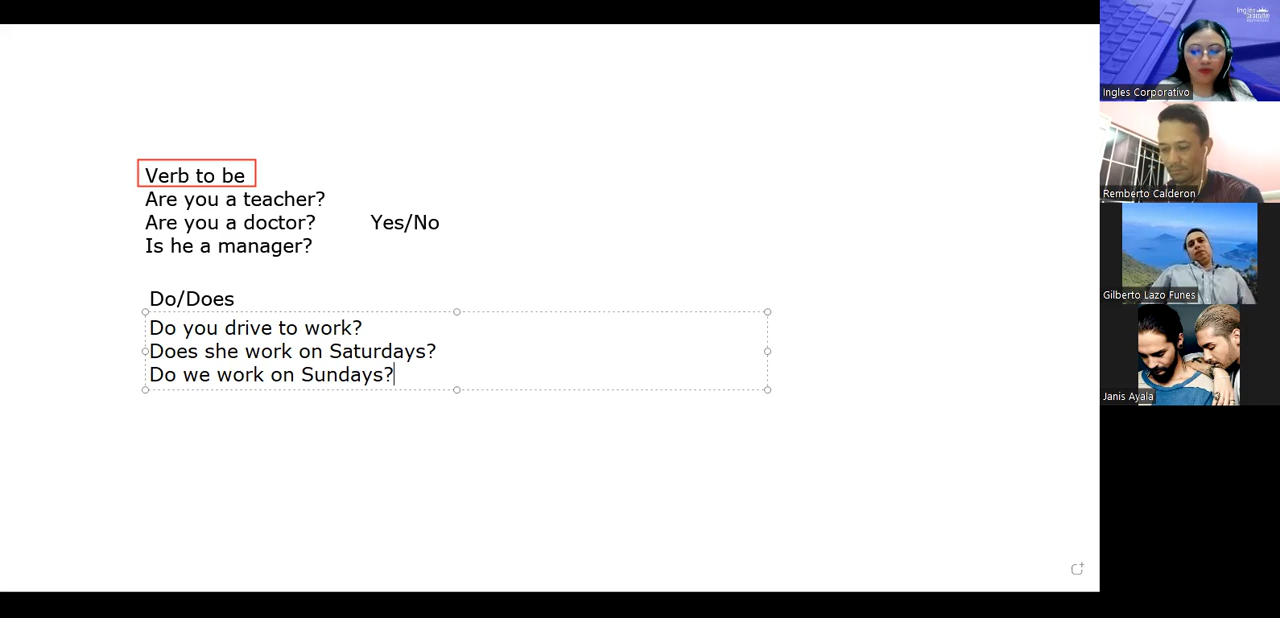 Verb to be
Are you a teacher?
Are you a doctor? Yes/No
Is he a manager?
Do/Does
Do you drive to work?
Does she work on Saturdays?
Do we work on Sundays?
Ingles
Ingles Corporativo
Remberto Calderon
Gilberto Lazo Funes
Janis Ayala